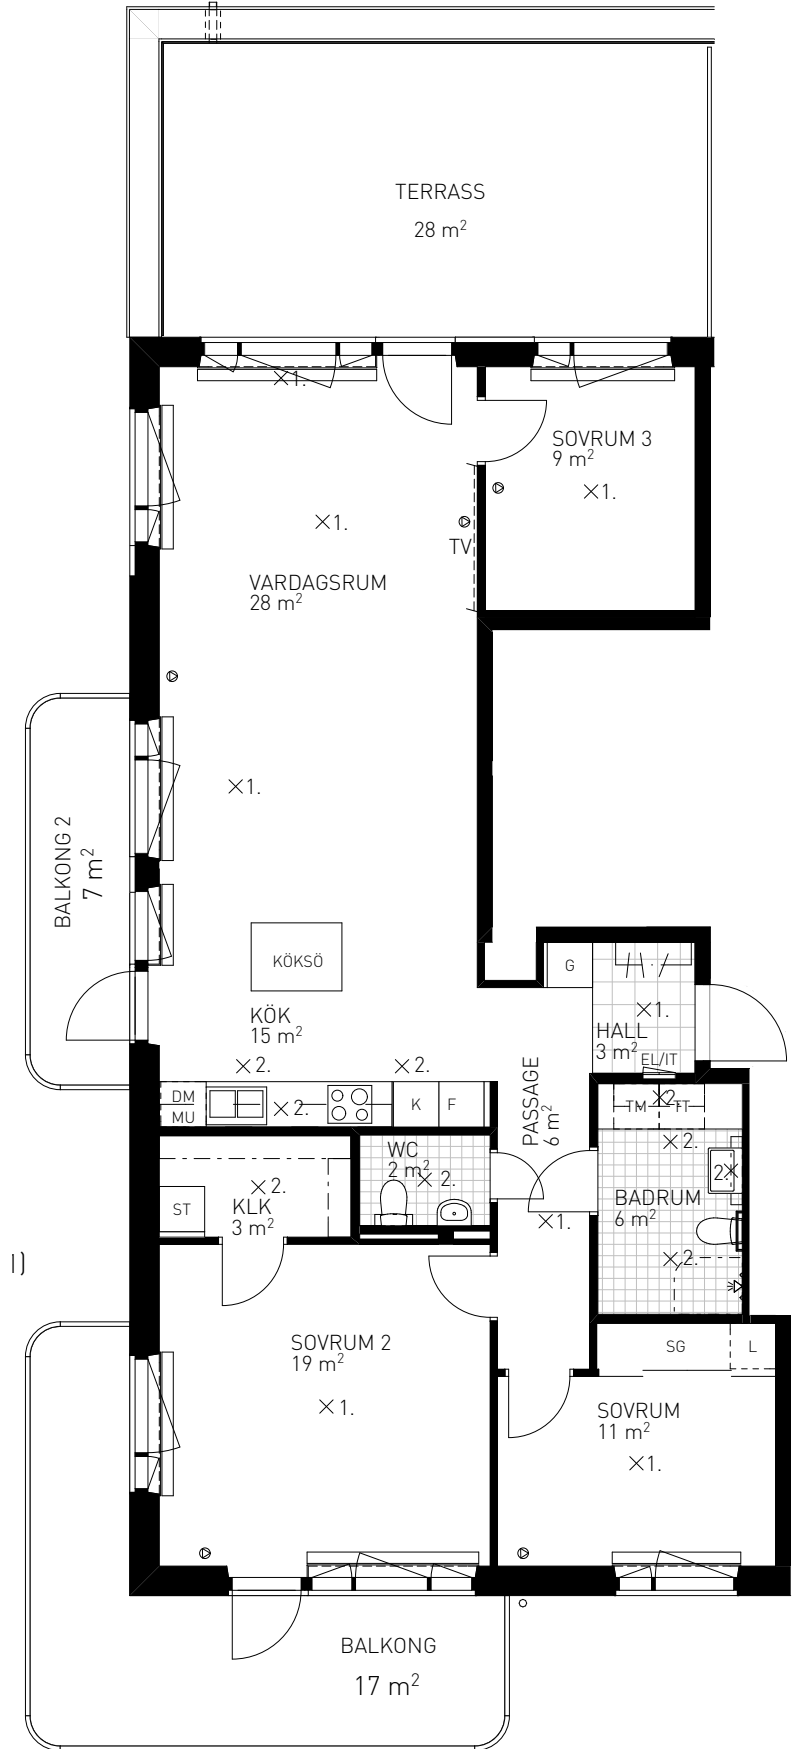 TERRASS
28 m²
×1.
SOVRUM 3
9 m²
×1.
×1.
TV
VARDAGSRUM
28 m²
×1.
BALKONG 2
7 m²
KÖKSÖ
G
KÖK
15 m²
×1.
HALL
3 m²
EL/IT
×2.
×2.
DM
MU
×2.
K
F
PASSAGE
6 m²
TM
TT
×2.
×2.
WC
2 m²
×2.
2.×
ST
×2.
KLK
3 m²
BADRUM
6 m²
×1.
×2.
I)
SOVRUM 2
19 m²
×1.
SG
L
SOVRUM
11 m²
×1.
BALKONG
17 m²